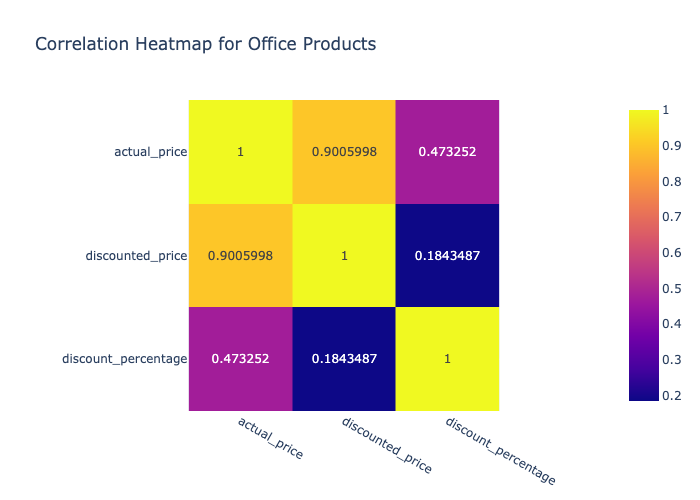 Correlation Heatmap for Office Products
actual_price
1
0.9005998
0.473252
discounted_price
0.9005998
1
0.1843487
discount_percentage
0.473252
0.1843487
1
actual_price
discounted_price
discount_percentage
1
0.9
0.8
0.7
0.6
0.5
0.4
0.3
0.2